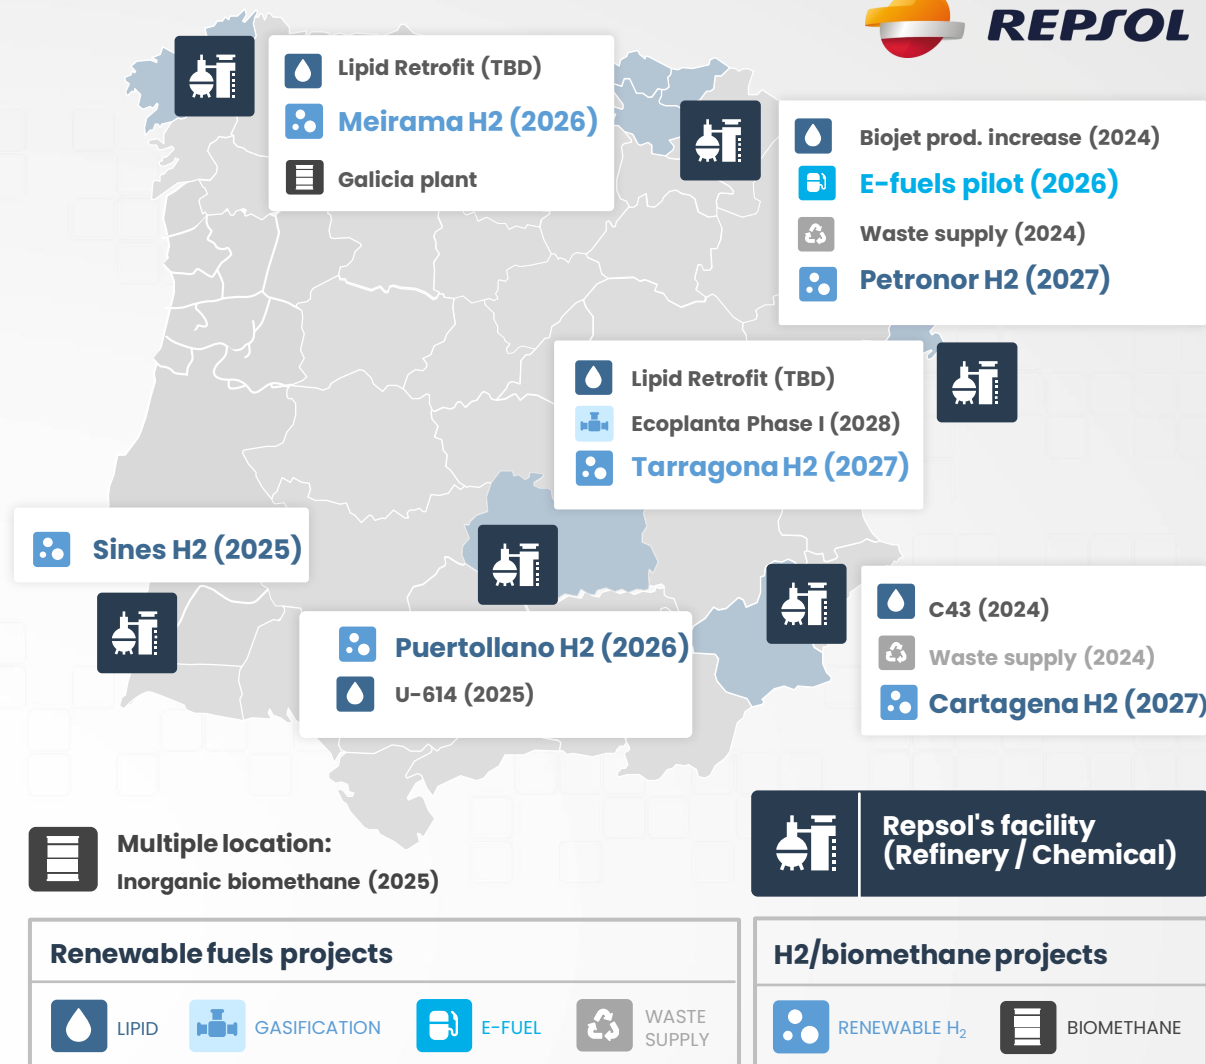 REPSOL
Lipid Retrofit (TBD)
Meirama H2 (2026)
Galicia plant
Biojet prod. increase (2024)
E-fuels pilot (2026)
Waste supply (2024)
Petronor H2 (2027)
Lipid Retrofit (TBD)
Ecoplanta Phase I (2028)
Tarragona H2 (2027)
Sines H2 (2025)
Puertollano H2 (2026)
U-614 (2025)
C43 (2024)
Waste supply (2024)
Cartagena H2 (2027)
Multiple location:
Inorganic biomethane (2025)
Repsol's facility
(Refinery / Chemical)
Renewable fuels projects
LIPID
GASIFICATION
E-FUEL
WASTE
SUPPLY
H2/biomethane projects
RENEWABLE H₂
BIOMETHANE